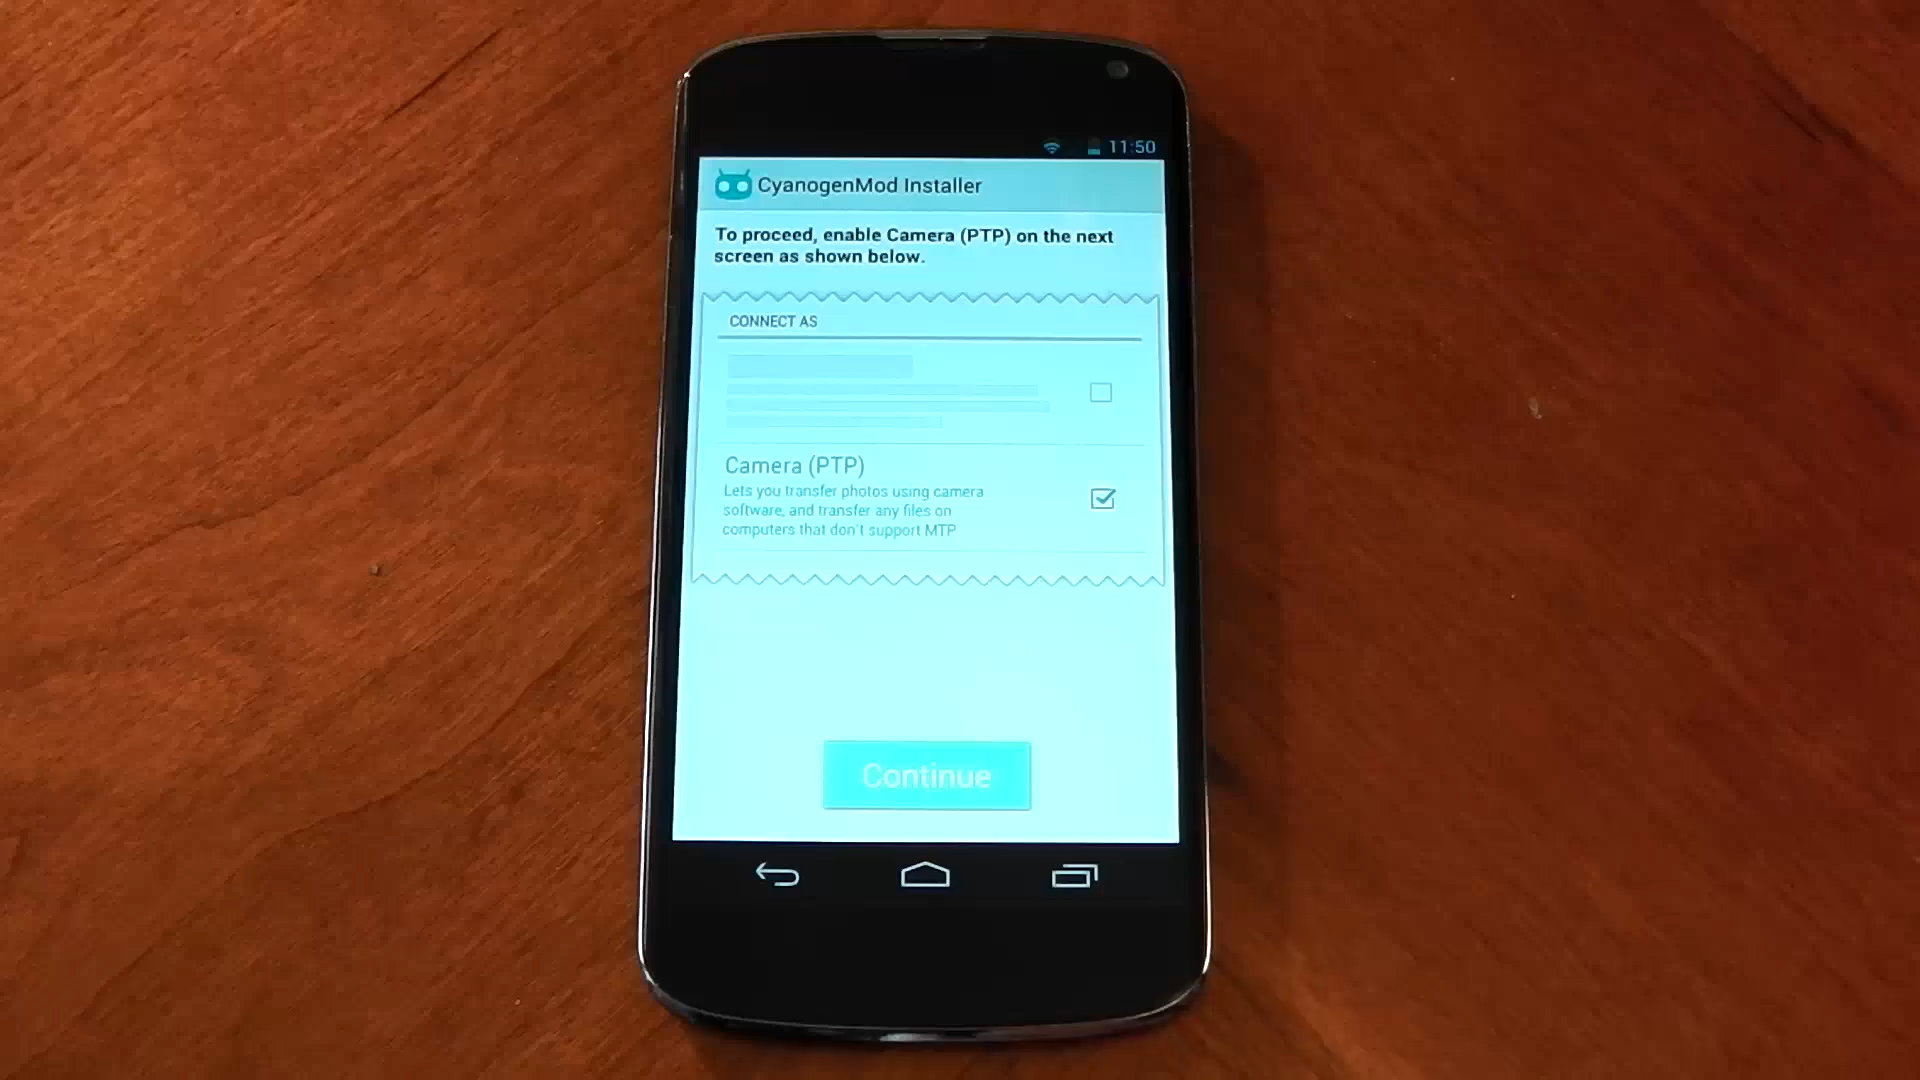 11:50
CyanogenMod Installer
To proceed, enable Camera (PTP) on the next
screen as shown below.
CONNECT AS
Camera (PTP)
Lets you transfer photos using camera
software, and transfer any files on
computers that don't support MTP
Continue